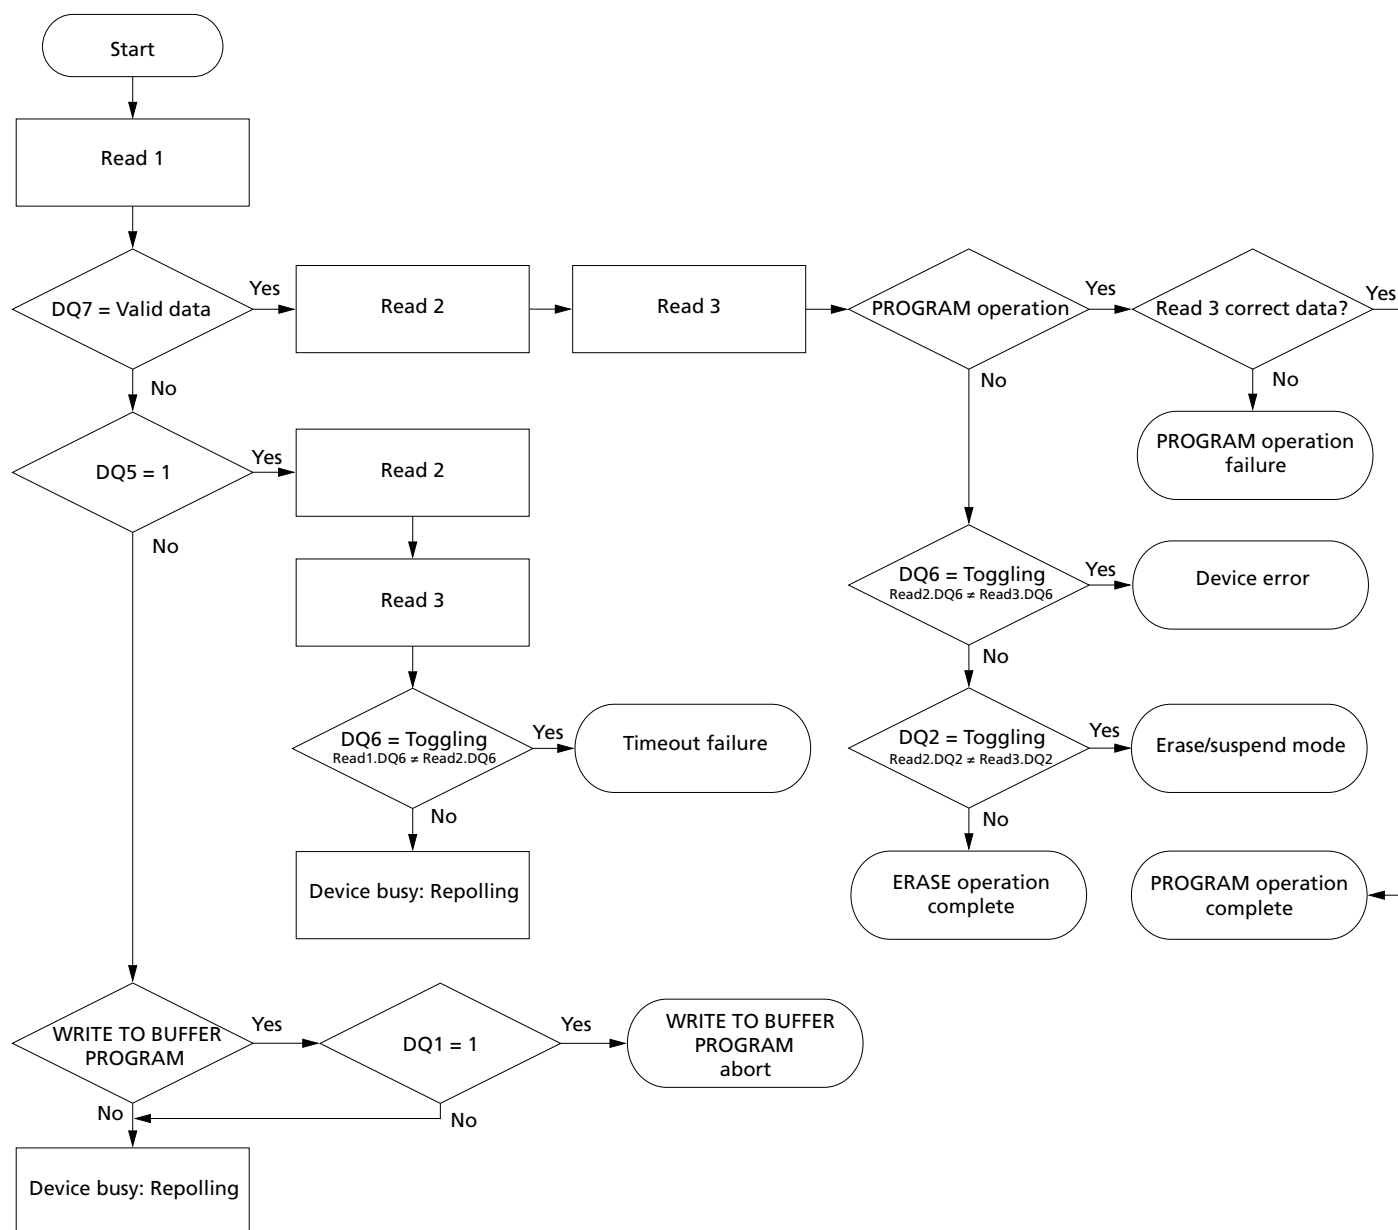 Start
Read 1
DQ7 = Valid data
Yes
Read 2
Read 3
PROGRAM operation
Yes
Read 3 correct data?
Yes
No
No
No
PROGRAM operation
failure
DQ5 = 1
Yes
Read 2
No
Read 3
DQ6 = Toggling
Read2.DQ6 ≠ Read3.DQ6
Yes
Device error
No
DQ6 = Toggling
Read1.DQ6 ≠ Read2.DQ6
Yes
Timeout failure
DQ2 = Toggling
Read2.DQ2 ≠ Read3.DQ2
Yes
Erase/suspend mode
No
No
Device busy: Repolling
ERASE operation
complete
PROGRAM operation
complete
WRITE TO BUFFER
PROGRAM
Yes
DQ1 = 1
Yes
WRITE TO BUFFER
PROGRAM
abort
No
No
Device busy: Repolling